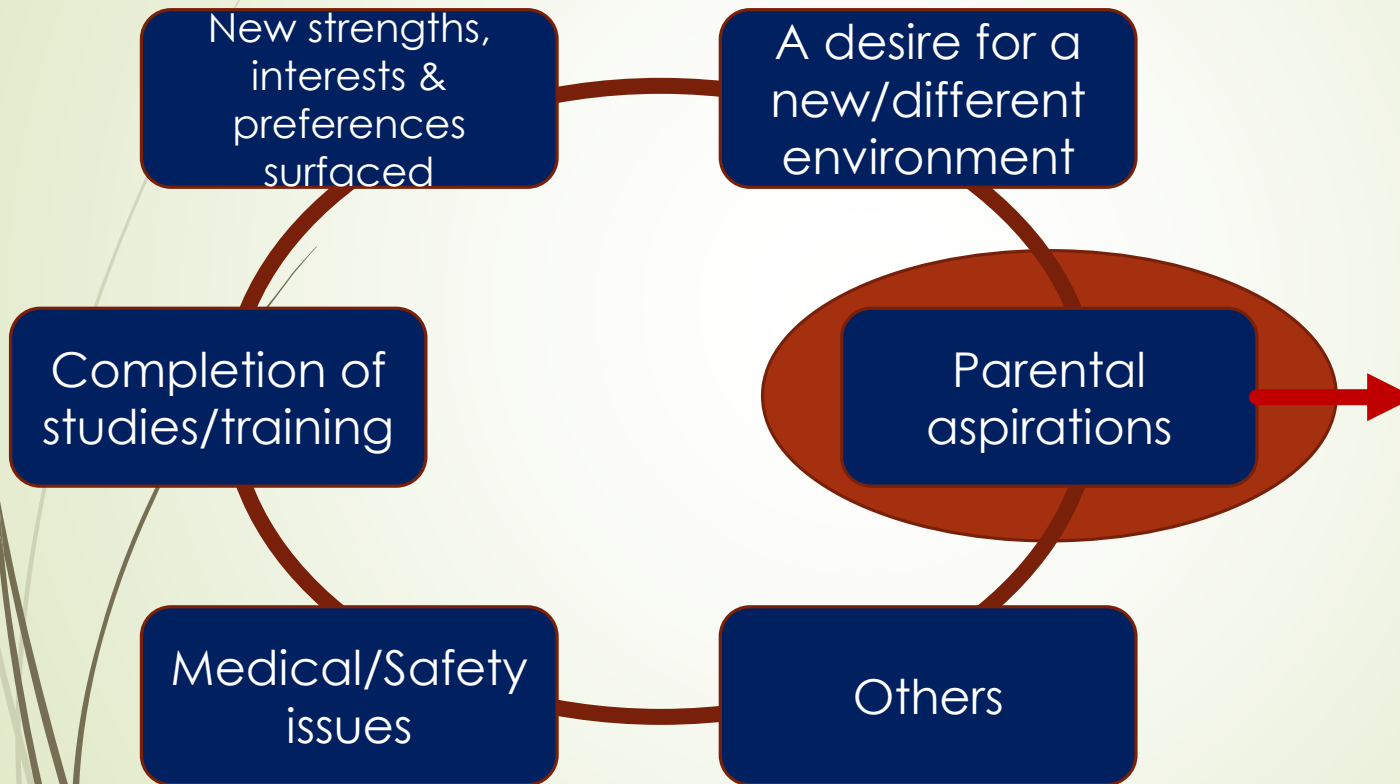 New strengths,
interests &
preferences
surfaced
A desire for a
new/different
environment
Completion of
studies/training
Parental
aspirations
Medical/Safety
issues
Others